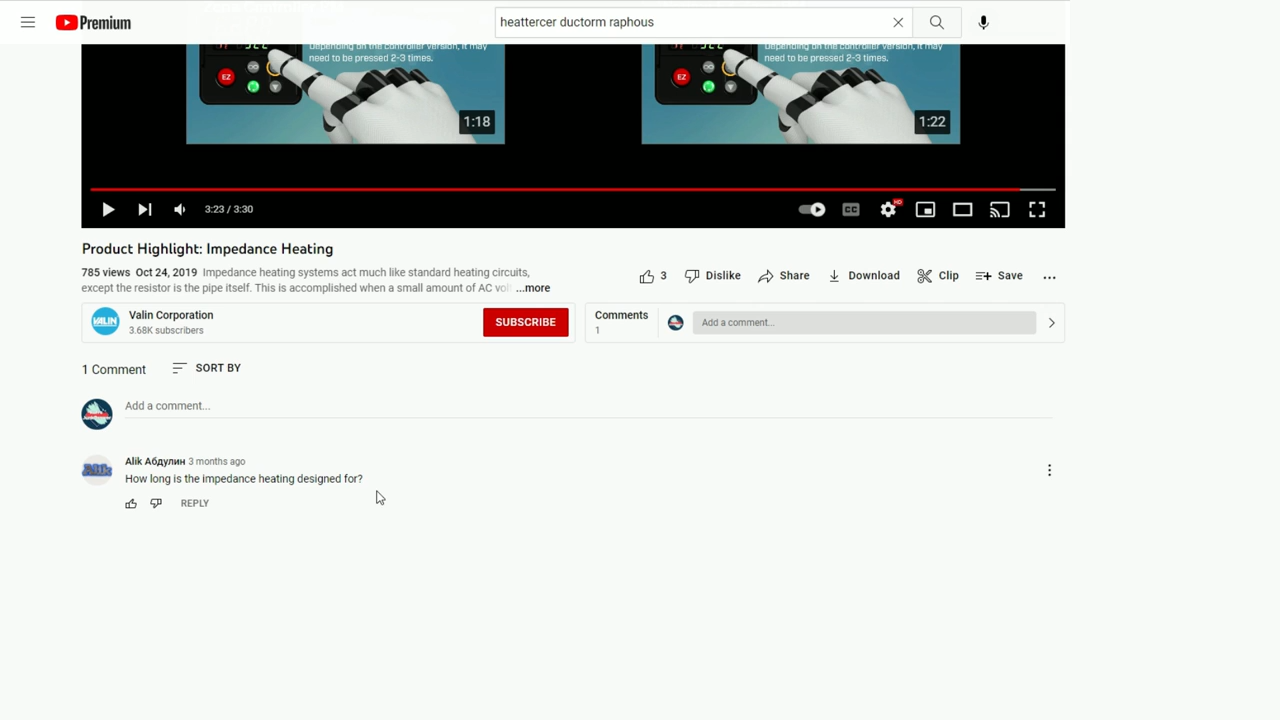 Premium
heattercer ductorm raphous
Depending on the controller version, it may
need to be pressed 2-3 times.
EZ
1:18
Depending on the controller version, it may
need to be pressed 2-3 times.
EZ
1:22
3:23 / 3:30
CC
HD
Product Highlight: Impedance Heating
785 views Oct 24, 2019 Impedance heating systems act much like standard heating circuits,
except the resistor is the pipe itself. This is accomplished when a small amount of AC ...more
3
Dislike
Share
Download
Clip
Save
VALIN
Valin Corporation
3.68K subscribers
SUBSCRIBE
Comments
1
Add a comment...
1 Comment
SORT BY
Add a comment...
Alik Абдулин 3 months ago
How long is the impedance heating designed for?
REPLY